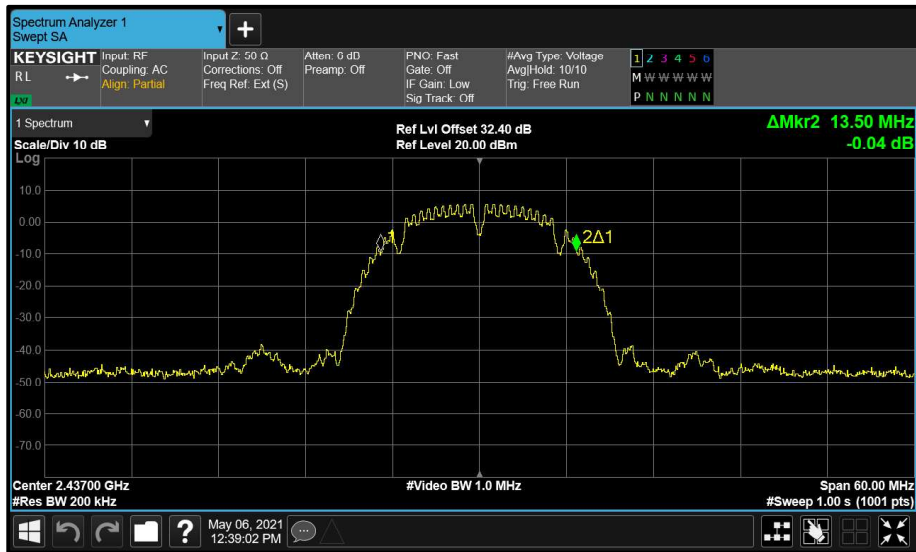 Spectrum Analyzer 1
Swept SA
KEYSIGHT
RL
LXI
Input: RF
Coupling: AC
Align: Partial
Input Z: 50 Ω
Corrections: Off
Freq Ref: Ext (S)
Atten: 6 dB
Preamp: Off
PNO: Fast
Gate: Off
IF Gain: Low
Sig Track: Off
#Avg Type: Voltage
Avg|Hold: 10/10
Trig: Free Run
1 2 3 4 5 6
M W W W W W
P N N N N N
1 Spectrum
Scale/Div 10 dB
Ref Lvl Offset 32.40 dB
Ref Level 20.00 dBm
ΔMkr2 13.50 MHz
-0.04 dB
Log
10.0
0.00
-10.0
-20.0
-30.0
-40.0
-50.0
-60.0
-70.0
1
2Δ1
Center 2.43700 GHz
#Res BW 200 kHz
#Video BW 1.0 MHz
Span 60.00 MHz
#Sweep 1.00 s (1001 pts)
?
May 06, 2021
12:39:02 PM